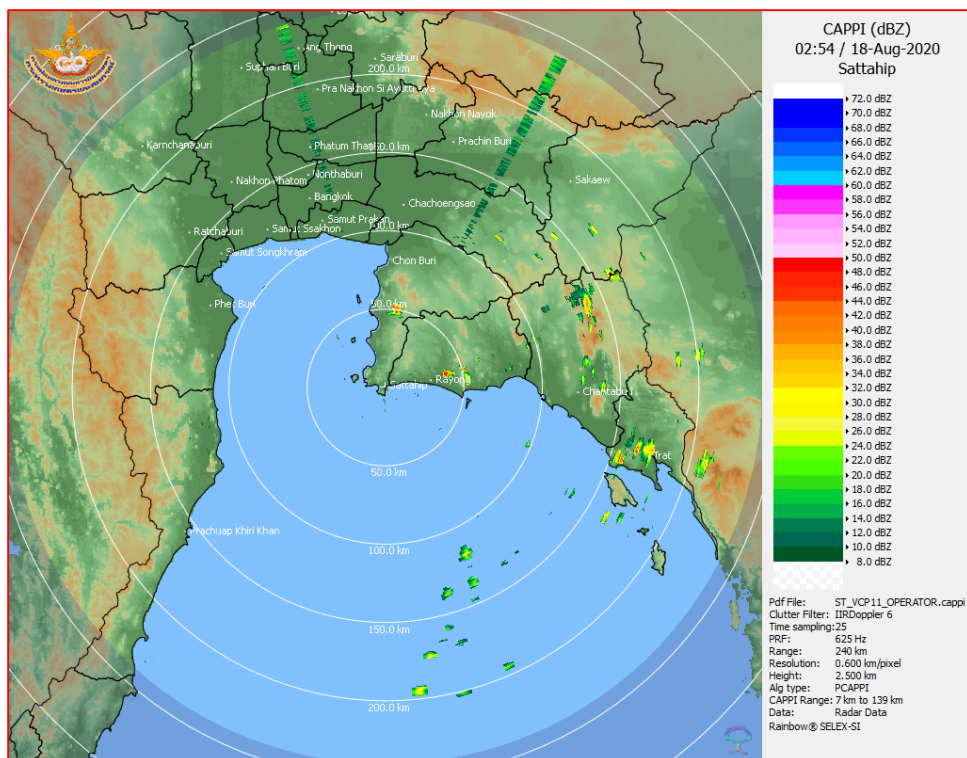 CAPPI (dBZ)
02:54 / 18-Aug-2020
Sattahip
72.0 dBZ
70.0 dBZ
68.0 dBZ
66.0 dBZ
64.0 dBZ
62.0 dBZ
60.0 dBZ
58.0 dBZ
56.0 dBZ
54.0 dBZ
52.0 dBZ
50.0 dBZ
48.0 dBZ
46.0 dBZ
44.0 dBZ
42.0 dBZ
40.0 dBZ
38.0 dBZ
36.0 dBZ
34.0 dBZ
32.0 dBZ
30.0 dBZ
28.0 dBZ
26.0 dBZ
24.0 dBZ
22.0 dBZ
20.0 dBZ
18.0 dBZ
16.0 dBZ
14.0 dBZ
12.0 dBZ
10.0 dBZ
8.0 dBZ
Pdf File: ST_VCP11_OPERATOR.cappi
Clutter Filter: IIRDoppler 6
Time sampling:25
PRF: 625 Hz
Range: 240 km
Resolution: 0.600 km/pixel
Height: 2.500 km
Alg type: PCAPPI
CAPPI Range: 7 km to 139 km
Data: Radar Data
Rainbow® SELEX-SI
Ang Thong
Saraburi
Suphan Buri
200.0 km
Pra Nakhon Si Ayutthaya
Nakhon Nayok
Karnchanaburi
Phatum
Prachin Buri
Nonthaburi
Nakhon Phatom
Sakaew
Bangkok
Chachoengsao
Samut Prakan
Ratchaburi
Samut Ssakhon
100.0 km
Samut Songkhram
Chon Buri
Phet Buri
50.0 km
Sattahip
Rayong
Chantaburi
Trat
50.0 km
Prachuap Khiri Khan
100.0 km
150.0 km
200.0 km